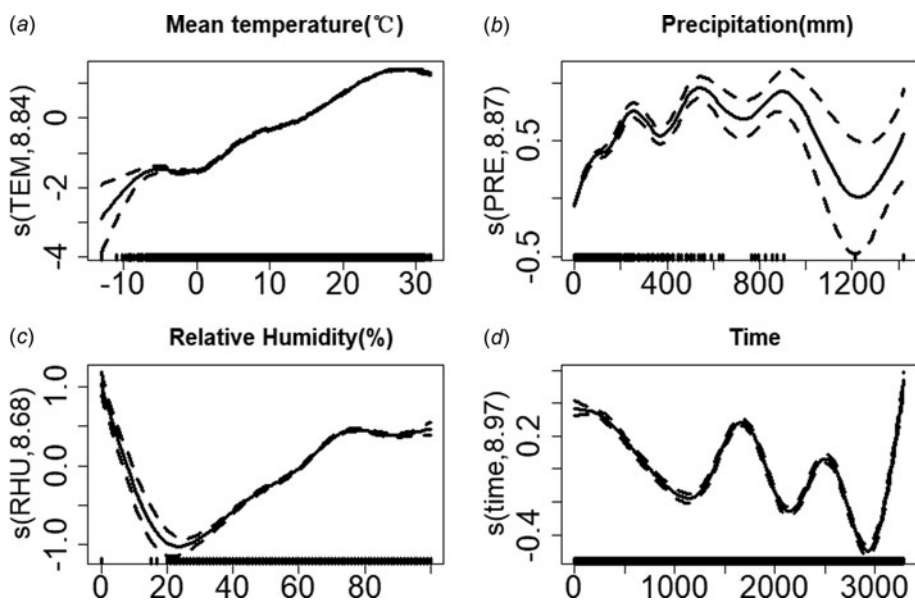 (a) Mean temperature(℃)
s(TEM,8.84)
0
-2
-4
-10 0 10 20 30
(b) Precipitation(mm)
s(PRE,8.87)
0.5
-0.5
0 400 800 1200
(c) Relative Humidity(%)
s(RHU,8.68)
1.0
0.0
-1.0
0 20 40 60 80
(d) Time
s(time,8.97)
0.2
-0.4
0 1000 2000 3000